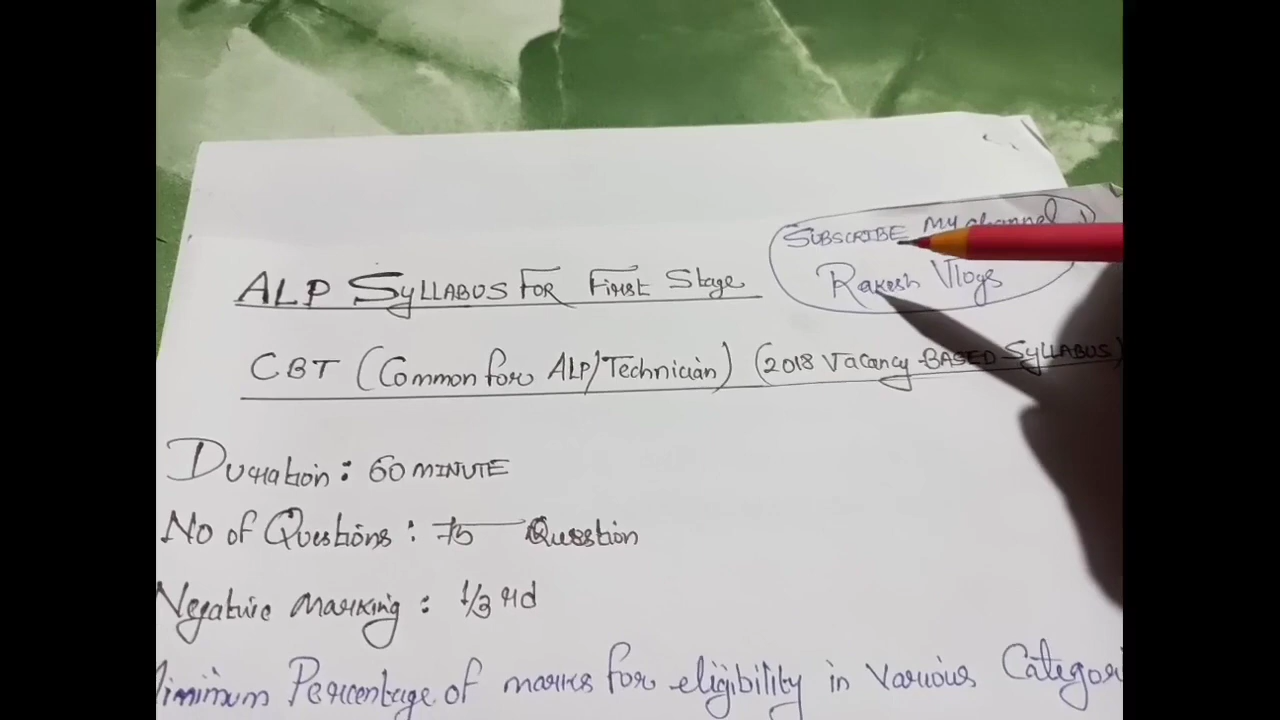 SUBSCRIBE My channel
Rakesh Vlogs
ALP SYLLABUS FOR First Stage
CBT (Common for ALP/Technician) (2018 Vacancy BASED SYLLABUS)
Duration : 60 MINUTE
No of Questions : 75 Question
Negative marking : 1/3 rd
Minimum Percentage of marks for eligibility in various Categori